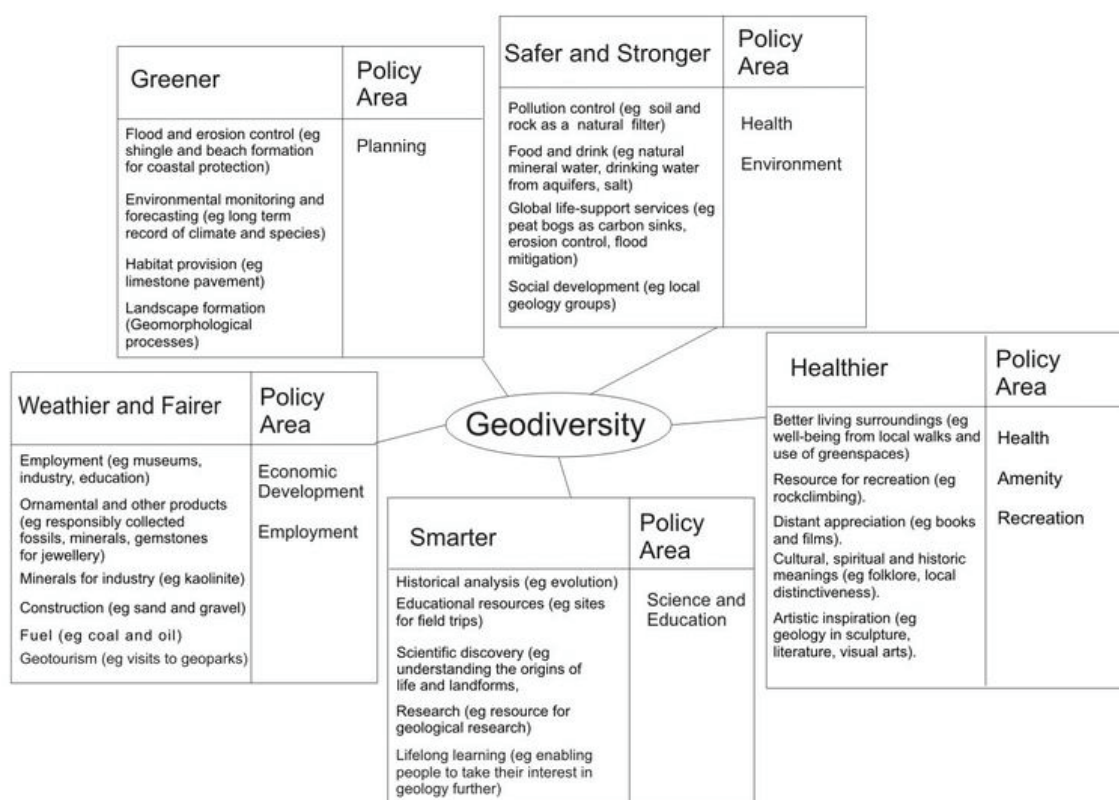 Greener
Policy
Area
Flood and erosion control (eg
shingle and beach formation
for coastal protection)
Environmental monitoring and
forecasting (eg long term
record of climate and species)
Habitat provision (eg
limestone pavement)
Landscape formation
(Geomorphological
processes)
Planning
Safer and Stronger
Policy
Area
Pollution control (eg soil and
rock as a natural filter)
Food and drink (eg natural
mineral water, drinking water
from aquifers, salt)
Global life-support services (eg
peat bogs as carbon sinks,
erosion control, flood
mitigation)
Social development (eg local
geology groups)
Health
Environment
Geodiversity
Weathier and Fairer
Policy
Area
Employment (eg museums,
industry, education)
Ornamental and other products
(eg responsibly collected
fossils, minerals, gemstones
for jewellery)
Minerals for industry (eg kaolinite)
Construction (eg sand and gravel)
Fuel (eg coal and oil)
Geotourism (eg visits to geoparks)
Economic
Development
Employment
Smarter
Policy
Area
Historical analysis (eg evolution)
Educational resources (eg sites
for field trips)
Scientific discovery (eg
understanding the origins of
life and landforms,
Research (eg resource for
geological research)
Lifelong learning (eg enabling
people to take their interest in
geology further)
Science and
Education
Healthier
Policy
Area
Better living surroundings (eg
well-being from local walks and
use of greenspaces)
Resource for recreation (eg
rockclimbing).
Distant appreciation (eg books
and films).
Cultural, spiritual and historic
meanings (eg folklore, local
distinctiveness).
Artistic inspiration (eg
geology in sculpture,
literature, visual arts).
Health
Amenity
Recreation